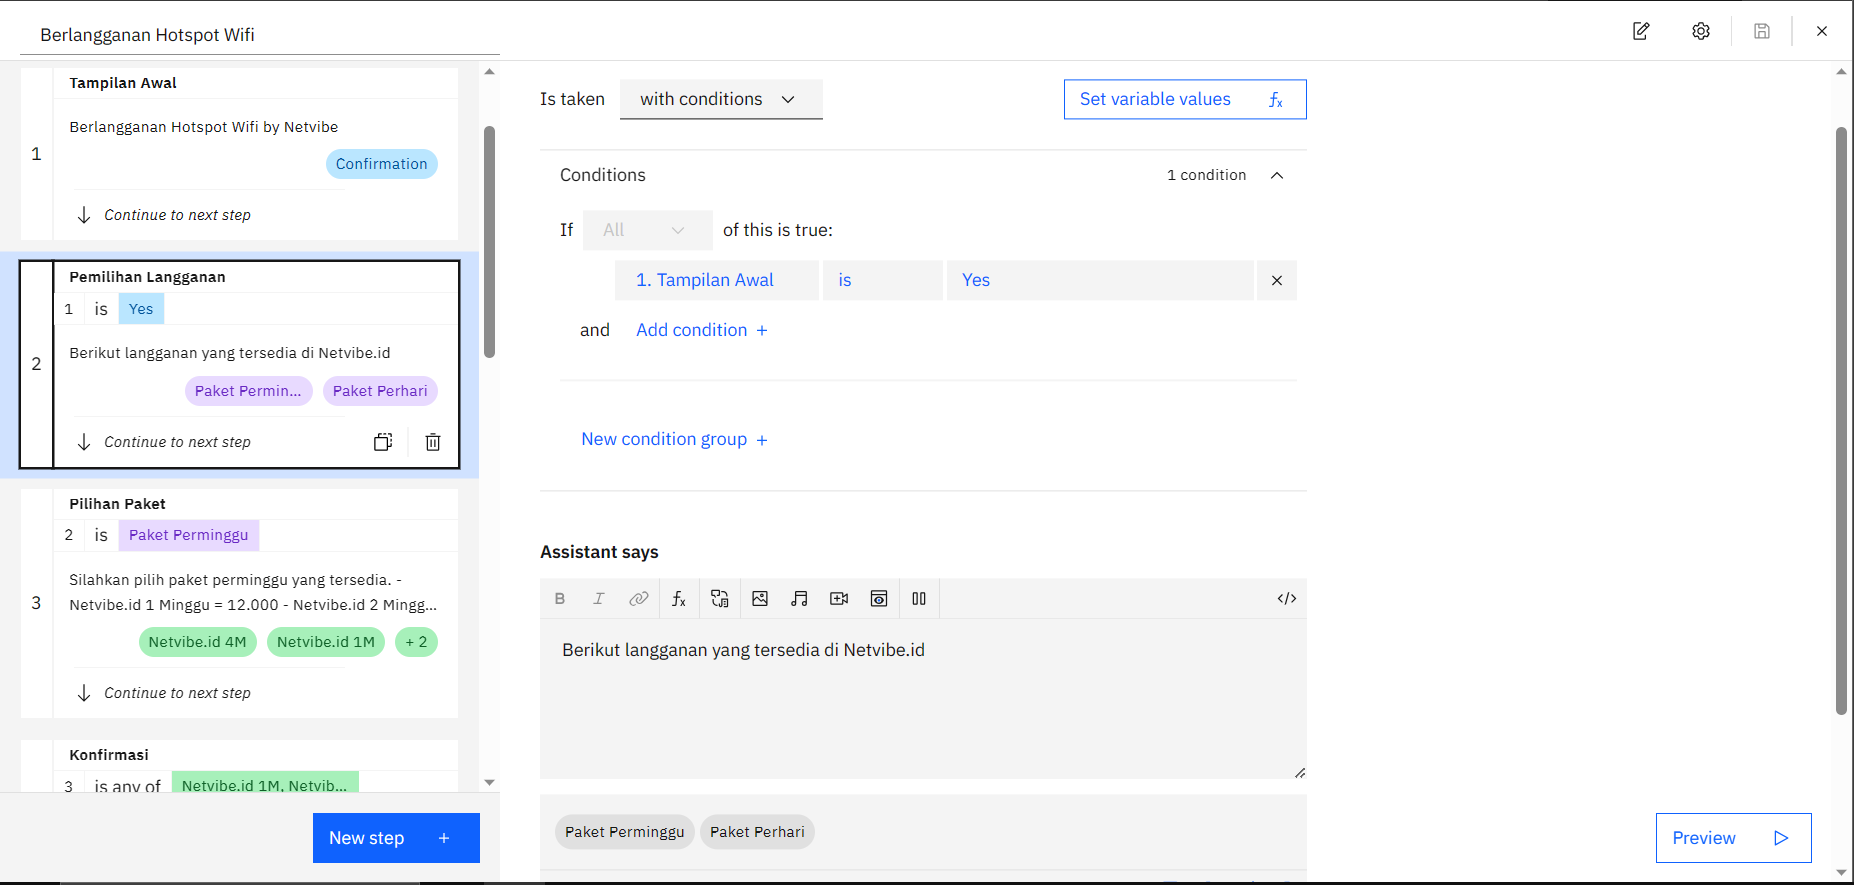 Berlangganan Hotspot Wifi
Tampilan Awal
1
Berlangganan Hotspot Wifi by Netvibe
Confirmation
Continue to next step
Pemilihan Langganan
1 is Yes
2
Berikut langganan yang tersedia di Netvibe.id
Paket Permin... Paket Perhari
Continue to next step
Pilihan Paket
2 is Paket Perminggu
3
Silahkan pilih paket perminggu yang tersedia. -
Netvibe.id 1 Minggu = 12.000 - Netvibe.id 2 Mingg...
Netvibe.id 4M Netvibe.id 1M + 2
Continue to next step
Konfirmasi
3 is any of Netvibe.id 1M, Netvib...
New step +
Is taken with conditions
Set variable values fx
Conditions
1 condition
If All of this is true:
1. Tampilan Awal is Yes
and Add condition +
New condition group +
Assistant says
B I fx </>
Berikut langganan yang tersedia di Netvibe.id
Paket Perminggu Paket Perhari
Preview